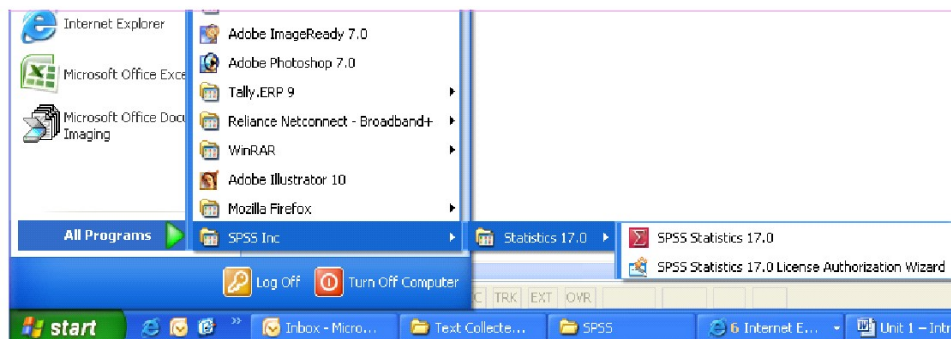 Internet Explorer
Microsoft Office Exce
Microsoft Office Docu
Imaging
All Programs
Adobe ImageReady 7.0
Adobe Photoshop 7.0
Tally.ERP 9
Reliance Netconnect - Broadband+
WinRAR
Adobe Illustrator 10
Mozilla Firefox
SPSS Inc
Statistics 17.0
SPSS Statistics 17.0
SPSS Statistics 17.0 License Authorization Wizard
Log Off
Turn Off Computer
C TRK EXT OVR
start
Inbox - Micro...
Text Collecte...
SPSS
6 Internet E...
Unit 1 – Intr